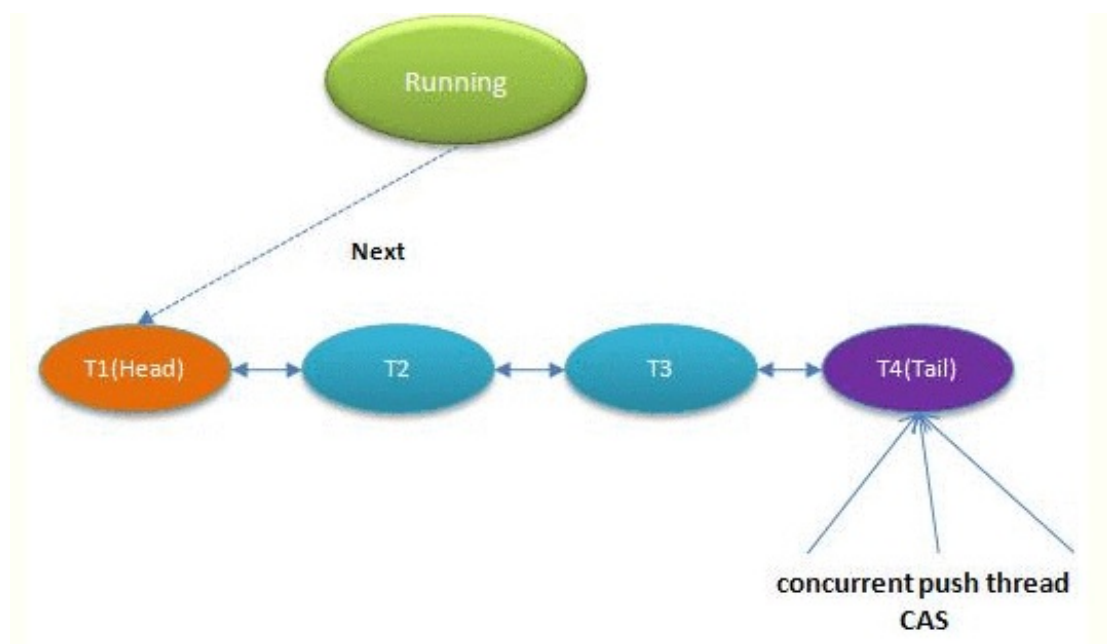 Running
Next
T1(Head)
T2
T3
T4(Tail)
concurrent push thread
CAS